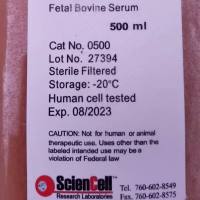 Fetal Bovine Serum
500 ml
Cat No. 0500
Lot No. 27394
Sterile Filtered
Storage: -20°C
Human cell tested
Exp. 08/2023
CAUTION: Not for human or animal
therapeutic use. Uses other than the
labeled intended use may be a
violation of Federal law
ScienCell™
Research Laboratories
Tel. 760-602-8549
Fax. 760-602-8575